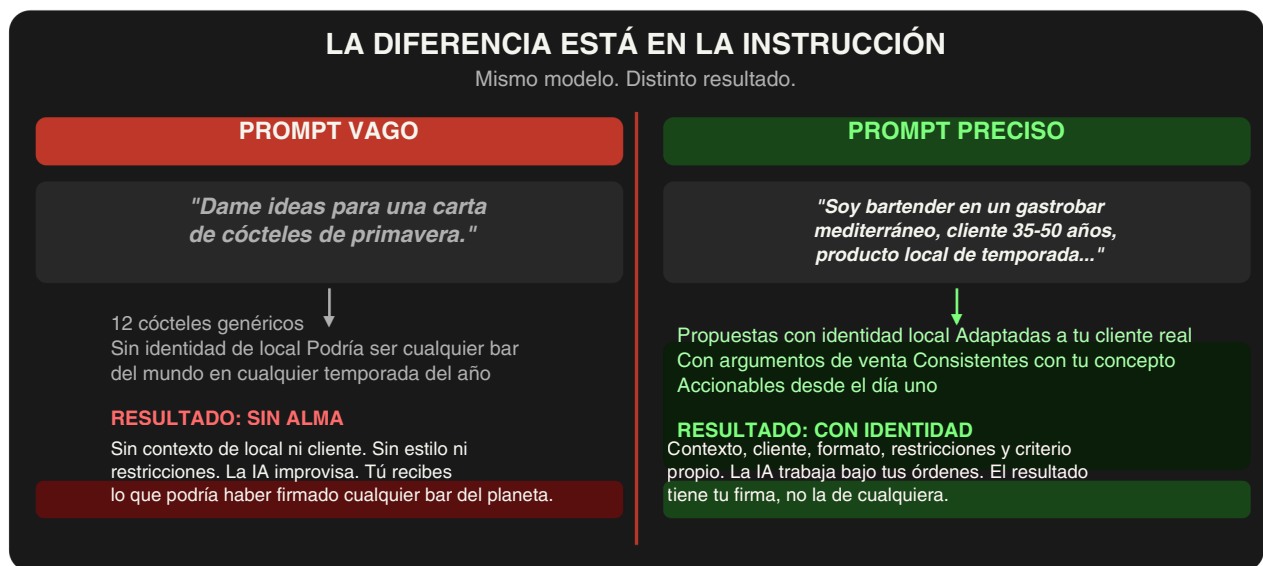 LA DIFERENCIA ESTÁ EN LA INSTRUCCIÓN
Mismo modelo. Distinto resultado.
PROMPT VAGO
"Dame ideas para una carta
de cócteles de primavera."
12 cócteles genéricos
Sin identidad de local Podría ser cualquier bar
del mundo en cualquier temporada del año
RESULTADO: SIN ALMA
Sin contexto de local ni cliente. Sin estilo ni
restricciones. La IA improvisa. Tú recibes
lo que podría haber firmado cualquier bar del planeta.
PROMPT PRECISO
"Soy bartender en un gastrobar
mediterráneo, cliente 35-50 años,
producto local de temporada..."
Propuestas con identidad local Adaptadas a tu cliente real
Con argumentos de venta Consistentes con tu concepto
Accionables desde el día uno
RESULTADO: CON IDENTIDAD
Contexto, cliente, formato, restricciones y criterio
propio. La IA trabaja bajo tus órdenes. El resultado
tiene tu firma, no la de cualquiera.